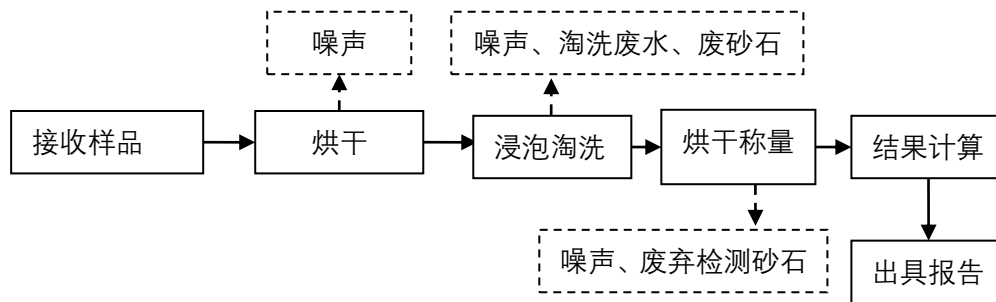 噪声
噪声、淘洗废水、废砂石
接收样品
烘干
浸泡淘洗
烘干称量
结果计算
噪声、废弃检测砂石
出具报告